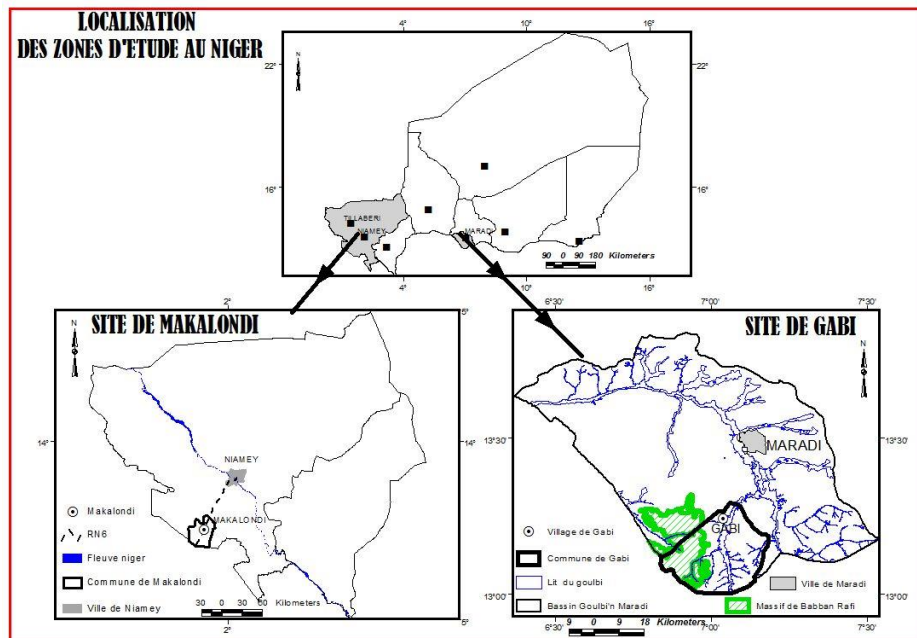 LOCALISATION
DES ZONES D'ETUDE AU NIGER
4° 10° 16°
N
22° 22°
16° 16°
TILLABERI
NIAMEY
MARADI
90 0 90 180 Kilometers
4° 10° 16°
2° 5°
SITE DE MAKALONDI
N
14° 14°
NIAMEY
MAKALONDI
Makalondi
RN6
Fleuve niger
Commune de Makalondi
Ville de Niamey
30 0 30 60 Kilometers
2° 5°
6°30 7°00 7°30
SITE DE GABI
N
13°30 13°30
MARADI
GABI
Village de Gabi
Commune de Gabi
Lit du goulbi
Ville de Maradi
Bassin Goulbi'n Maradi
Massif de Babban Rafi
13°00 13°00
9 0 9 18 Kilometers
6°30 7°00 7°30